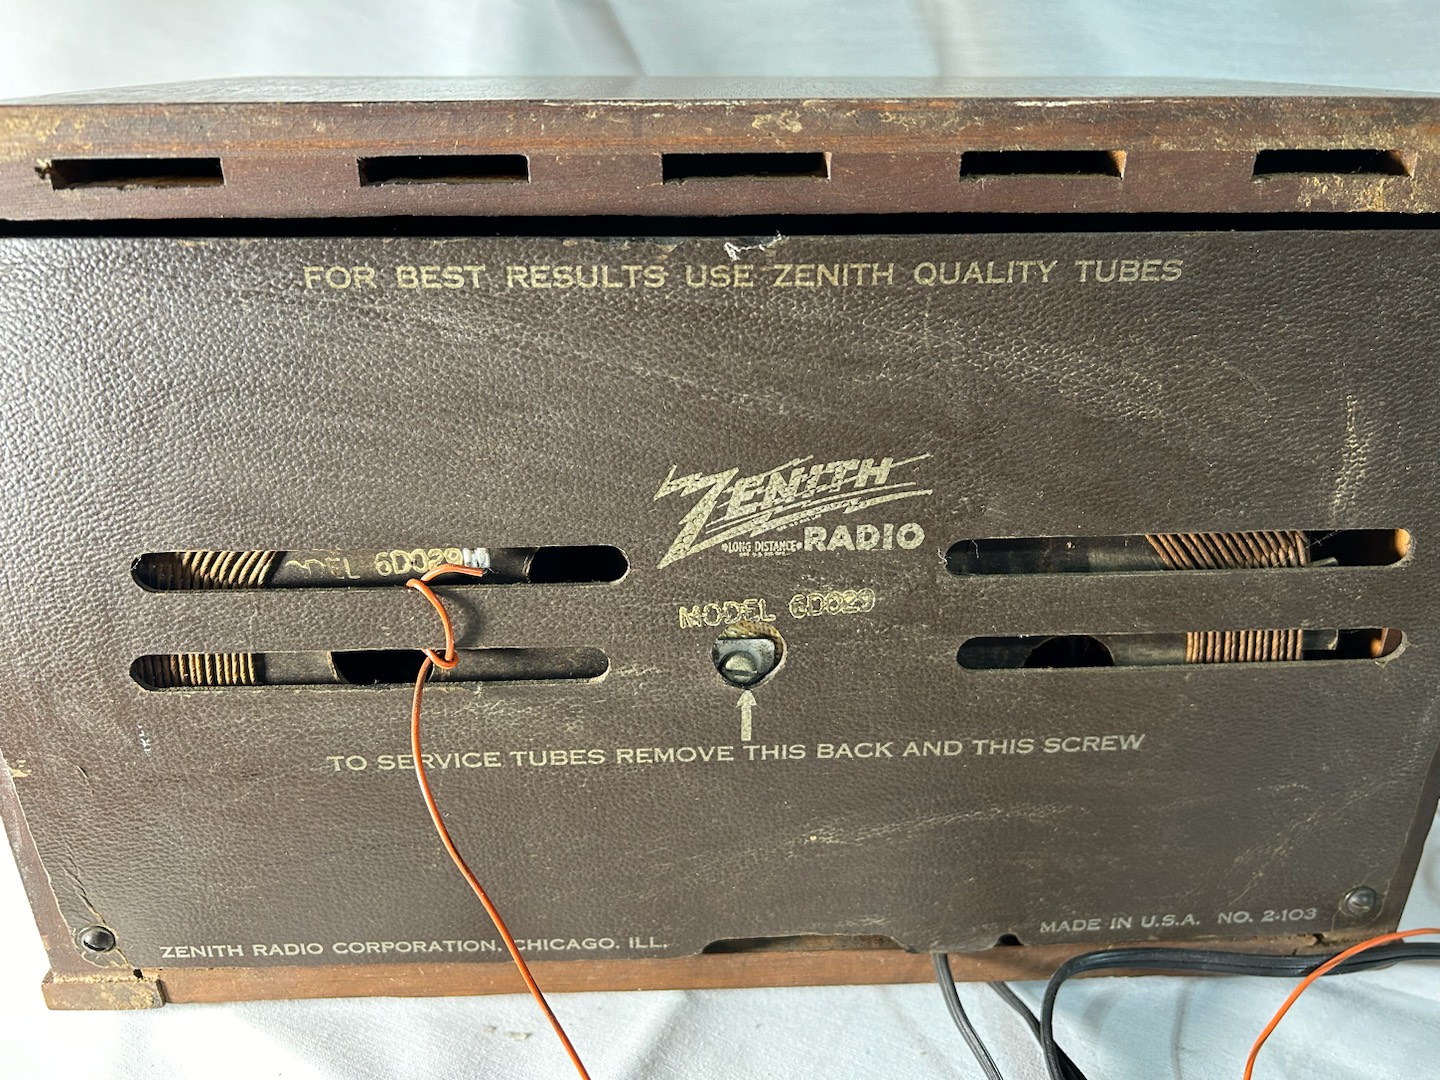 FOR BEST RESULTS USE ZENITH QUALITY TUBES
ZENITH
LONG DISTANCE RADIO
MODEL 6D029
ODEL 6D029
TO SERVICE TUBES REMOVE THIS BACK AND THIS SCREW
ZENITH RADIO CORPORATION, CHICAGO. ILL.
MADE IN U.S.A. NO. 2-103